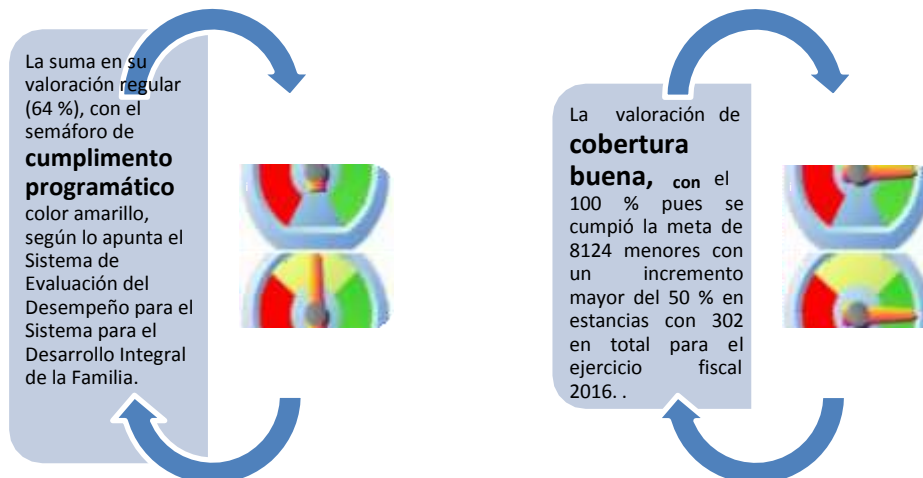 La suma en su
valoración regular
(64 %), con el
semáforo de
cumplimento
programático
color amarillo,
según lo apunta el
Sistema de
Evaluación del
Desempeño para el
Sistema para el
Desarrollo Integral
de la Familia.
La valoración de
cobertura
buena, con el
100 % pues se
cumpió la meta de
8124 menores con
un incremento
mayor del 50 % en
estancias con 302
en total para el
ejercicio fiscal
2016. .